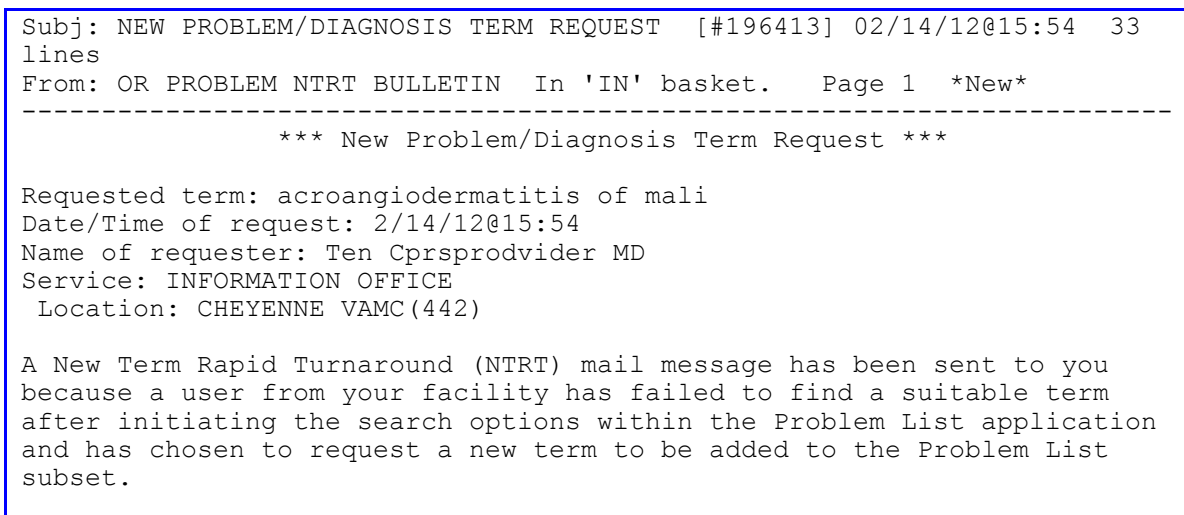 Subj: NEW PROBLEM/DIAGNOSIS TERM REQUEST  [#196413] 02/14/12@15:54  33
lines
From: OR PROBLEM NTRT BULLETIN  In 'IN' basket.   Page 1  *New*
------------------------------------------------------------------------
*** New Problem/Diagnosis Term Request ***
Requested term: acroangiodermatitis of mali
Date/Time of request: 2/14/12@15:54
Name of requester: Ten Cprsprodvider MD
Service: INFORMATION OFFICE
Location: CHEYENNE VAMC(442)
A New Term Rapid Turnaround (NTRT) mail message has been sent to you
because a user from your facility has failed to find a suitable term
after initiating the search options within the Problem List application
and has chosen to request a new term to be added to the Problem List
subset.